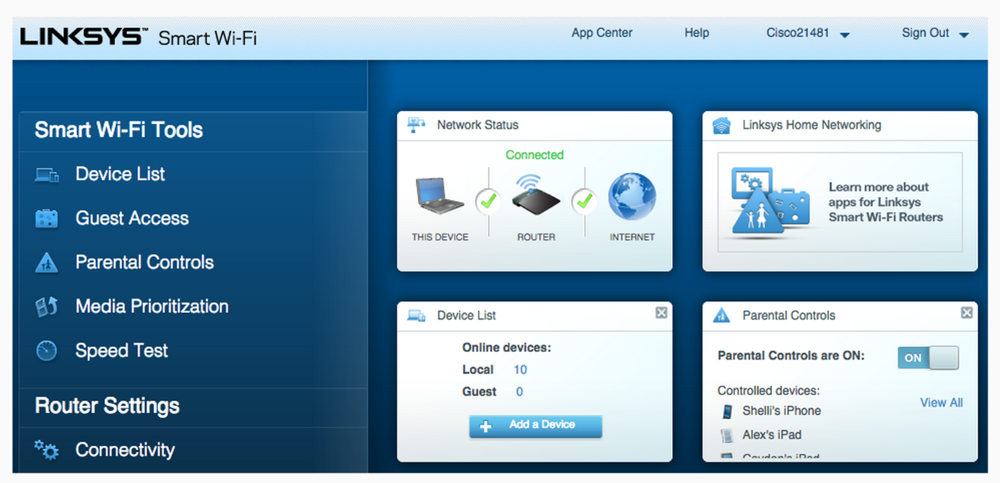 LINKSYS™ Smart Wi-Fi
App Center
Help
Cisco21481
Sign Out
Smart Wi-Fi Tools
Device List
Guest Access
Parental Controls
Media Prioritization
Speed Test
Router Settings
Connectivity
Network Status
Connected
THIS DEVICE
ROUTER
INTERNET
Linksys Home Networking
Learn more about
apps for Linksys
Smart Wi-Fi Routers
Device List
Online devices:
Local 10
Guest 0
Add a Device
Parental Controls
Parental Controls are ON:
ON
Controlled devices:
View All
Shelli's iPhone
Alex's iPad